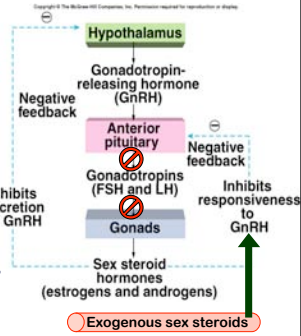 Copyright © The McGraw-Hill Companies, Inc. Permission required for reproduction or display.
Hypothalamus
Gonadotropin-
releasing hormone
(GnRH)
Negative
feedback
Anterior
pituitary
Negative
feedback
Gonadotropins
(FSH and LH)
hibits
cretion
GnRH
Inhibits
responsiveness
to
GnRH
Gonads
Sex steroid
hormones
(estrogens and androgens)
Exogenous sex steroids